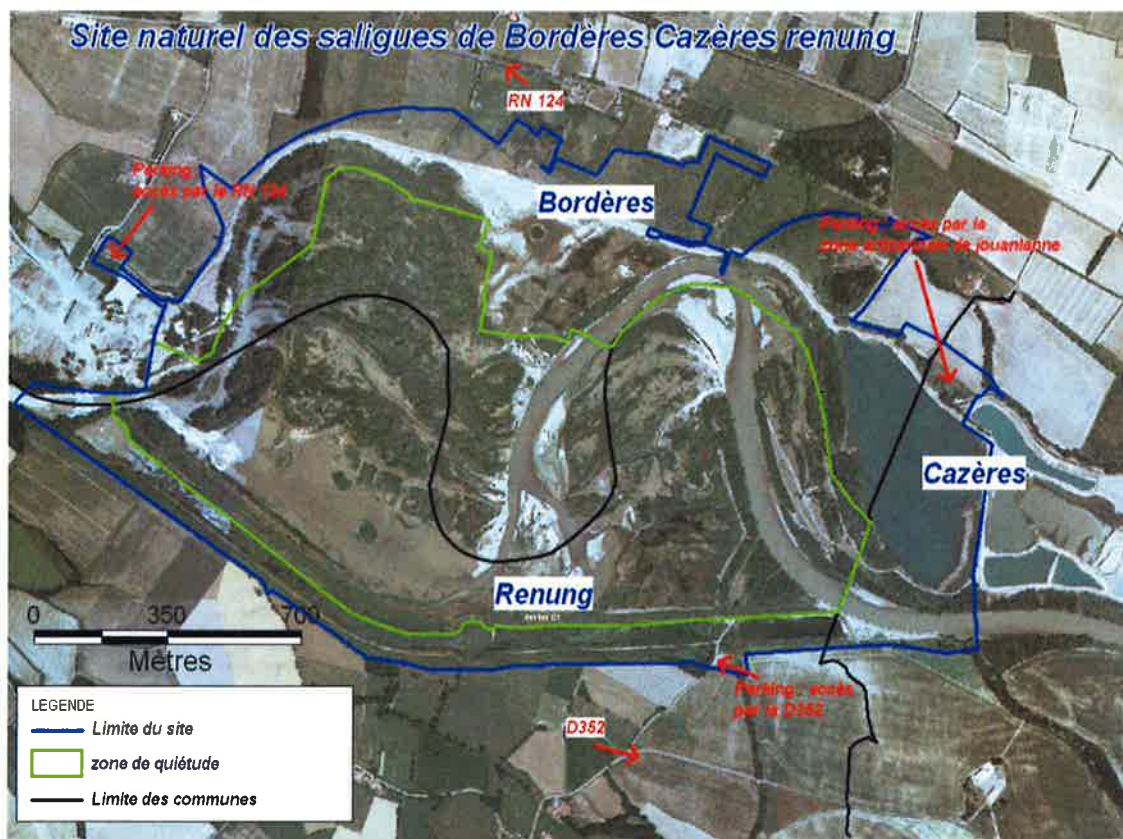 Site naturel des saligues de Bordères Cazères renung
RN 124
Parking:
accès par la RN 124
Bordères
Parking : accès par la
zone artisannale de jouanlanne
Cazères
Renung
0 350 700
Mètres
Parking : accès
par la D352
D352
LÉGENDE
Limite du site
zone de quiétude
Limite des communes